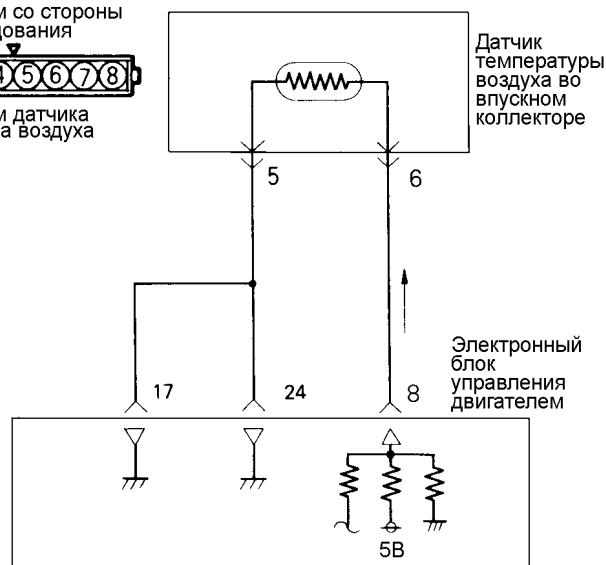 и со стороны
дования
4 5 6 7 8
и датчика
а воздуха
Датчик
температуры
воздуха во
впускном
коллекторе
5
6
Электронный
блок
управления
двигателем
17
24
8
5В